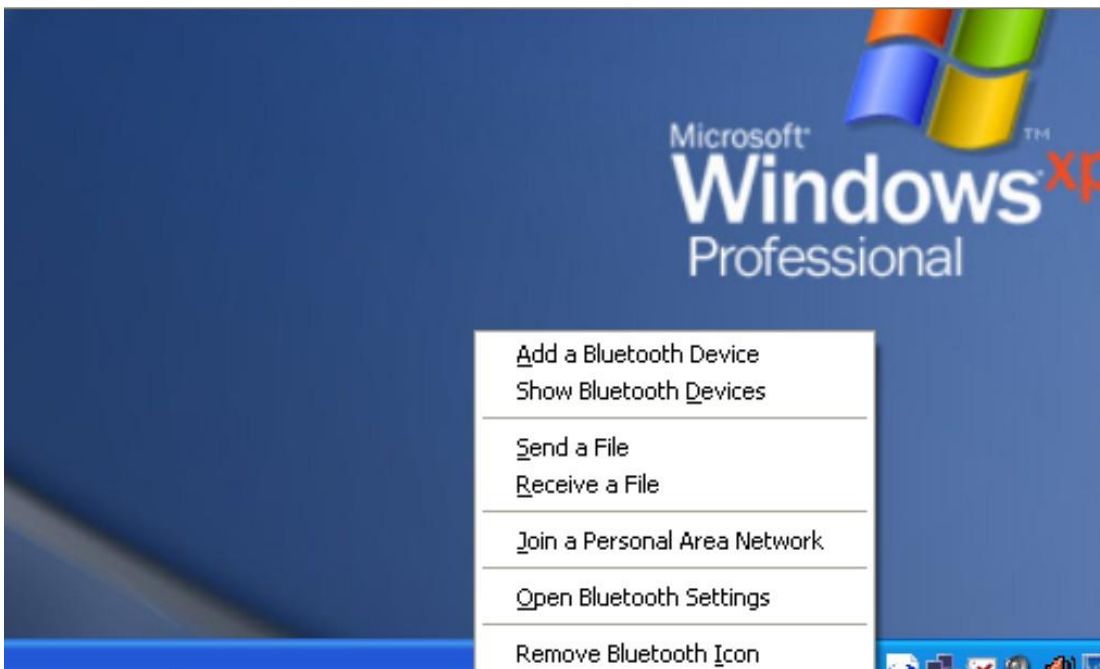 Microsoft®
Windows xp
Professional
TM
Add a Bluetooth Device
Show Bluetooth Devices
Send a File
Receive a File
Join a Personal Area Network
Open Bluetooth Settings
Remove Bluetooth Icon